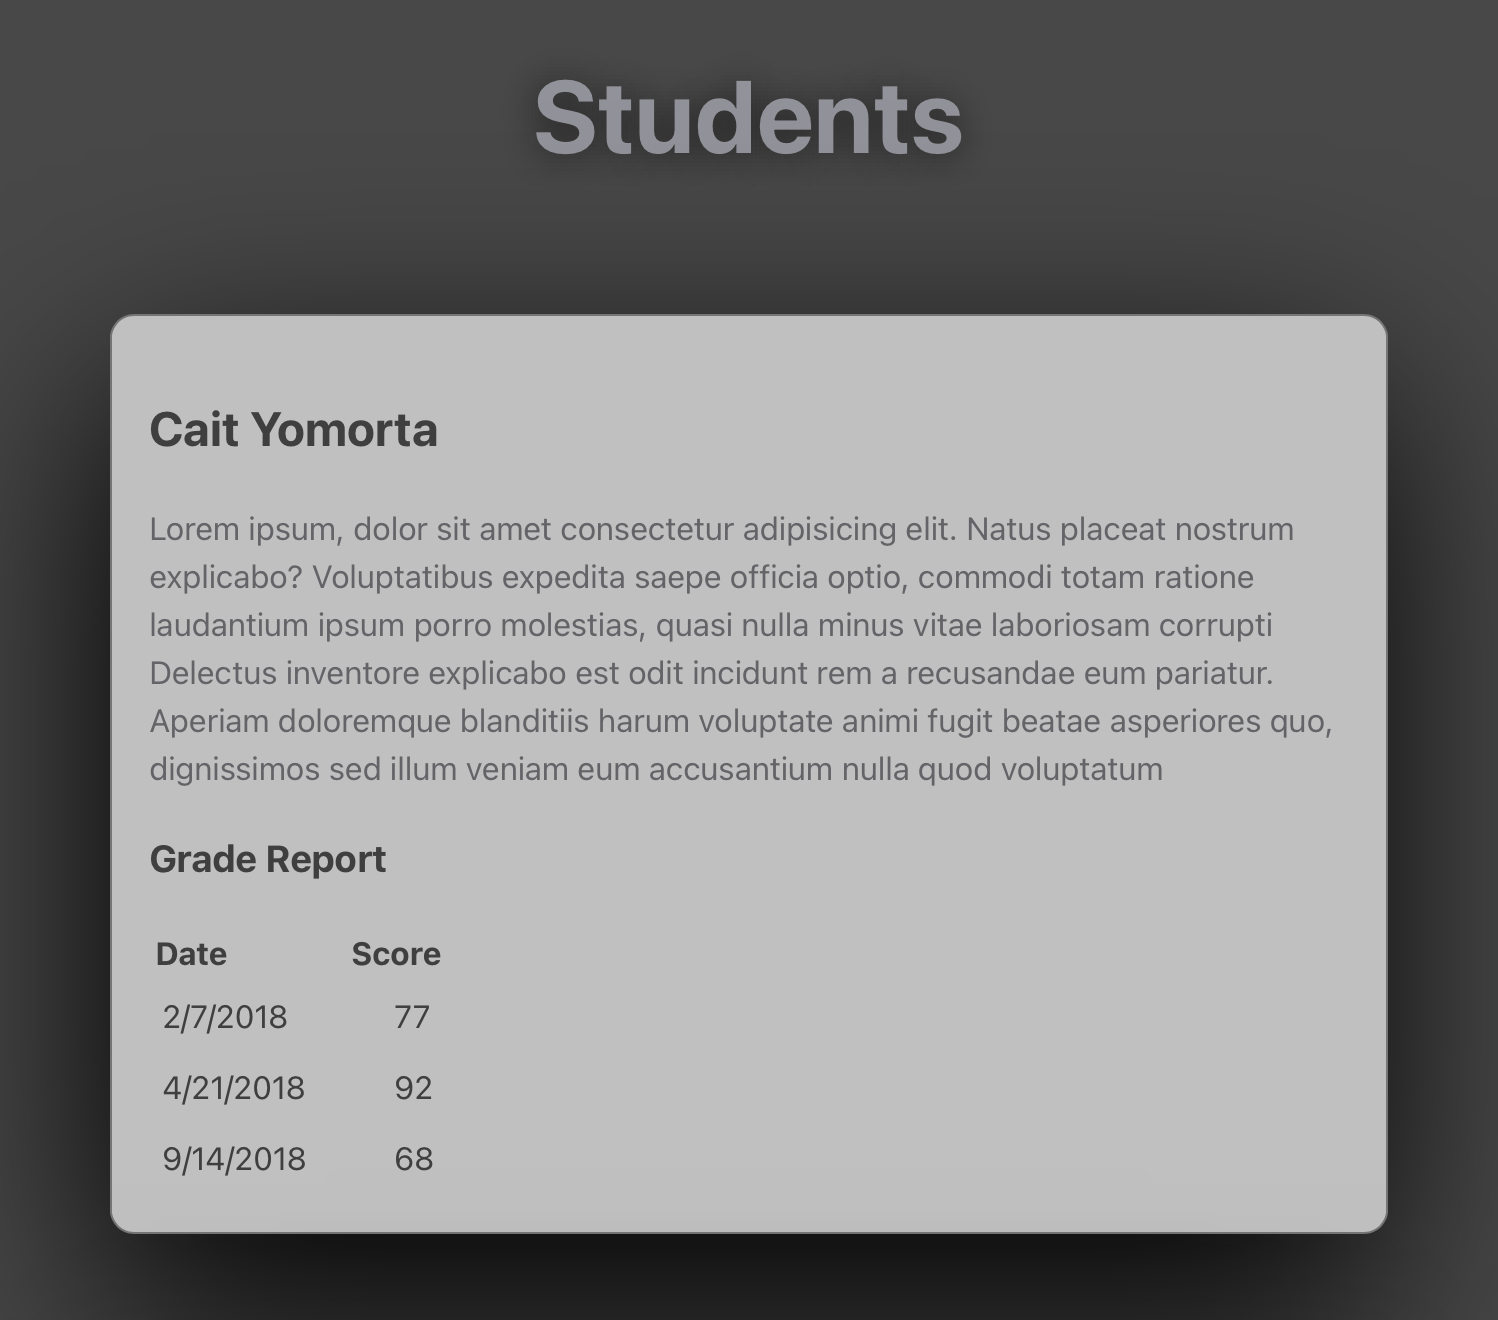 Students
Cait Yomorta
Lorem ipsum, dolor sit amet consectetur adipisicing elit. Natus placeat nostrum
explicabo? Voluptatibus expedita saepe officia optio, commodi totam ratione
laudantium ipsum porro molestias, quasi nulla minus vitae laboriosam corrupti
Delectus inventore explicabo est odit incidunt rem a recusandae eum pariatur.
Aperiam doloremque blanditiis harum voluptate animi fugit beatae asperiores quo,
dignissimos sed illum veniam eum accusantium nulla quod voluptatum
Grade Report
Date Score
2/7/2018 77
4/21/2018 92
9/14/2018 68